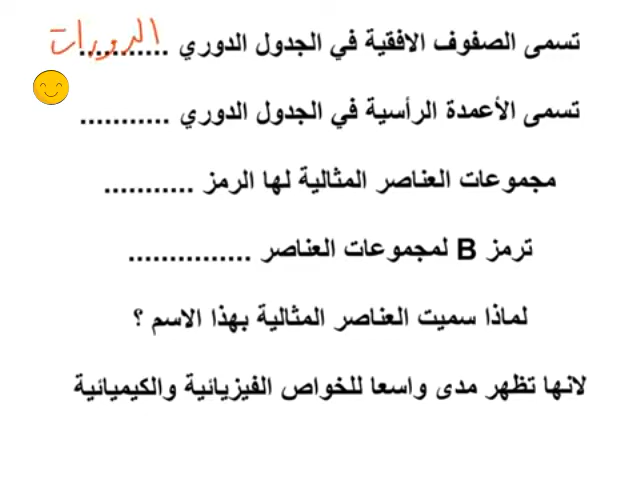 تسمى الصفوف الافقية في الجدول الدوري ........... الدورات
تسمى الأعمدة الرأسية في الجدول الدوري ...........
مجموعات العناصر المثالية لها الرمز ...........
ترمز B لمجموعات العناصر ...............
لماذا سميت العناصر المثالية بهذا الاسم ؟
لانها تظهر مدى واسعا للخواص الفيزيائية والكيميائية